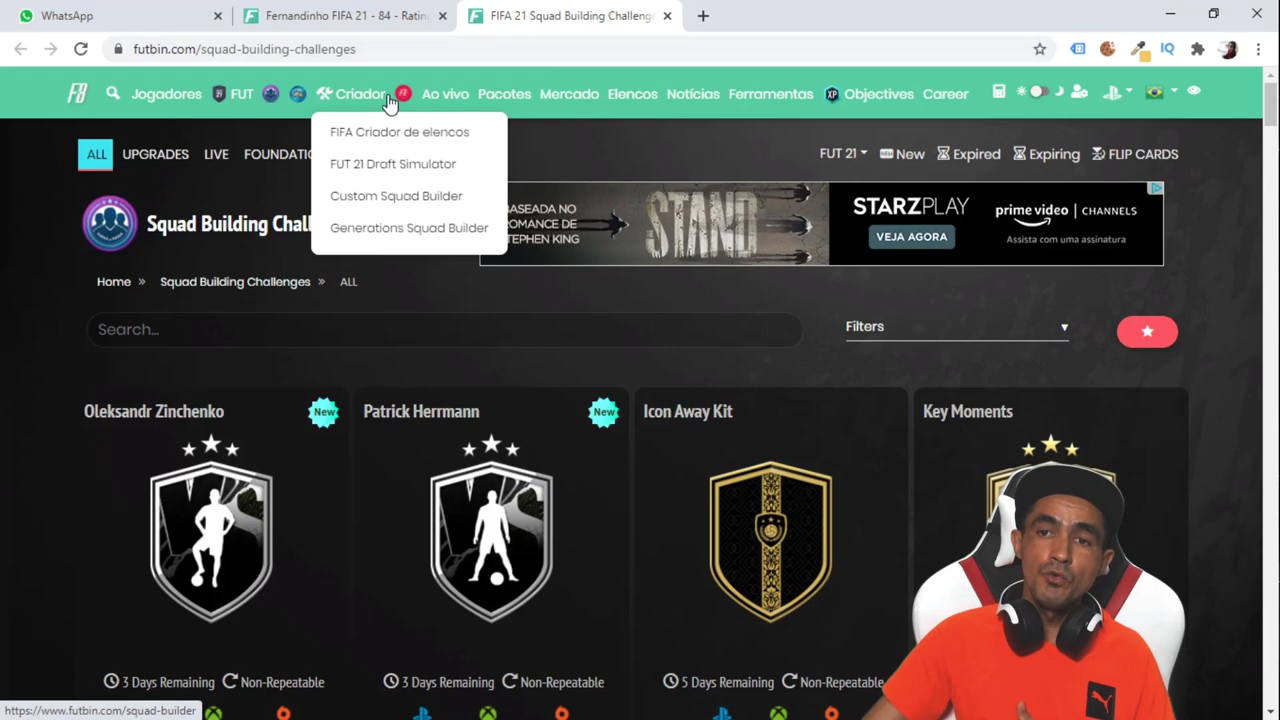 WhatsApp
Fernandinho FIFA 21 - 84 - Rating
FIFA 21 Squad Building Challenge
futbin.com/squad-building-challenges
IQ
Jogadores FUT Criador Ao vivo Pacotes Mercado Elencos Notícias Ferramentas XP Objectives Career
FIFA Criador de elencos
FUT 21 Draft Simulator
Custom Squad Builder
Generations Squad Builder
ALL UPGRADES LIVE FOUNDATIO
FUT 21 New Expired Expiring FLIP CARDS
Squad Building Chall
BASEADA NO
ROMANCE DE
STEPHEN KING
STAND
STARZPLAY
VEJA AGORA
prime video | CHANNELS
Assista com uma assinatura
Home » Squad Building Challenges » ALL
Search...
Filters
Oleksandr Zinchenko New
Patrick Herrmann New
Icon Away Kit
Key Moments
3 Days Remaining Non-Repeatable
3 Days Remaining Non-Repeatable
5 Days Remaining Non-Repeatable
https://www.futbin.com/squad-builder